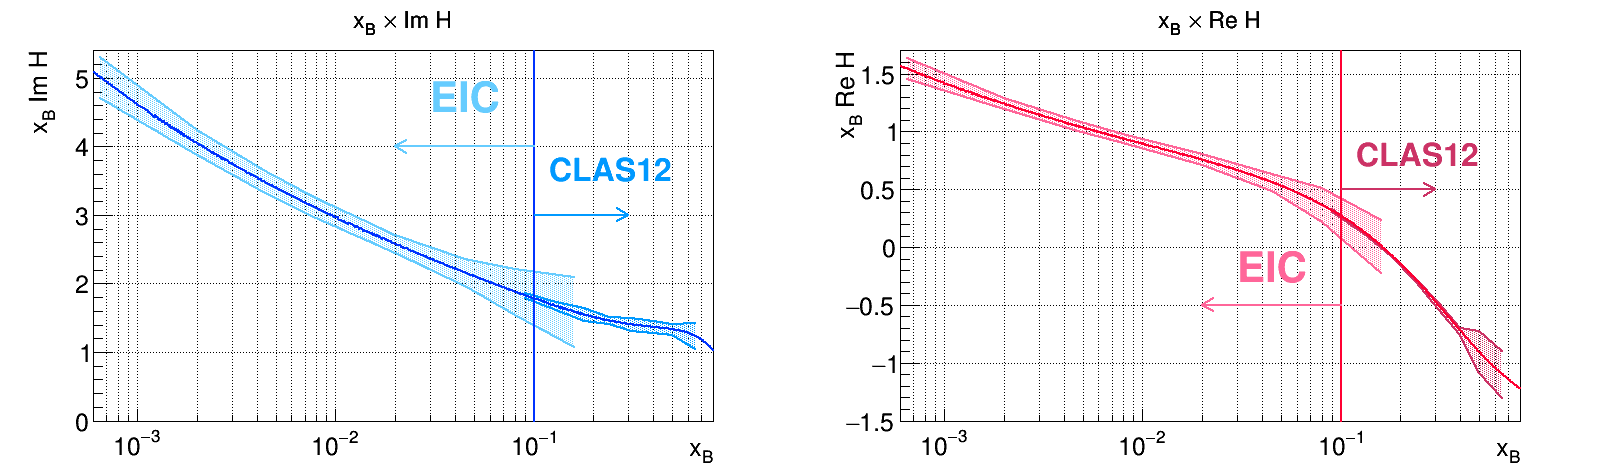 x_B × Im H
x_B Im H
5
4
3
2
1
0
10⁻³
10⁻²
10⁻¹
x_B
EIC
CLAS12
x_B × Re H
x_B Re H
1.5
1
0.5
0
−0.5
−1
−1.5
10⁻³
10⁻²
10⁻¹
x_B
CLAS12
EIC